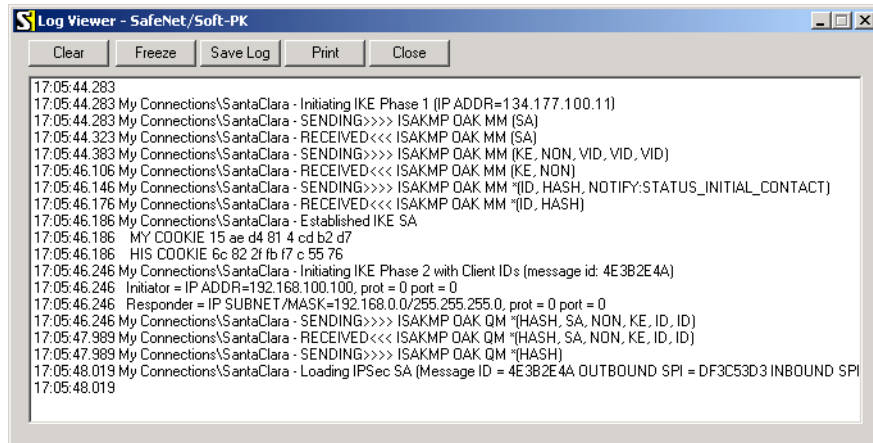 Log Viewer - SafeNet/Soft-PK
Clear Freeze Save Log Print Close
17:05:44.283
17:05:44.283 My Connections\SantaClara - Initiating IKE Phase 1 (IP ADDR=134.177.100.11)
17:05:44.283 My Connections\SantaClara - SENDING>>>> ISAKMP OAK MM (SA)
17:05:44.323 My Connections\SantaClara - RECEIVED<<< ISAKMP OAK MM (SA)
17:05:44.383 My Connections\SantaClara - SENDING>>>> ISAKMP OAK MM (KE, NON, VID, VID, VID)
17:05:46.106 My Connections\SantaClara - RECEIVED<<< ISAKMP OAK MM (KE, NON)
17:05:46.146 My Connections\SantaClara - SENDING>>>> ISAKMP OAK MM *(ID, HASH, NOTIFY:STATUS_INITIAL_CONTACT)
17:05:46.176 My Connections\SantaClara - RECEIVED<<< ISAKMP OAK MM *(ID, HASH)
17:05:46.186 My Connections\SantaClara - Established IKE SA
17:05:46.186 MY COOKIE 15 ae d4 81 4 cd b2 d7
17:05:46.186 HIS COOKIE 6c 82 2f fb f7 c 55 76
17:05:46.246 My Connections\SantaClara - Initiating IKE Phase 2 with Client IDs (message id: 4E3B2E4A)
17:05:46.246 Initiator = IP ADDR=192.168.100.100, prot = 0 port = 0
17:05:46.246 Responder = IP SUBNET/MASK=192.168.0.0/255.255.255.0, prot = 0 port = 0
17:05:46.246 My Connections\SantaClara - SENDING>>>> ISAKMP OAK QM *(HASH, SA, NON, KE, ID, ID)
17:05:47.989 My Connections\SantaClara - RECEIVED<<< ISAKMP OAK QM *(HASH, SA, NON, KE, ID, ID)
17:05:47.989 My Connections\SantaClara - SENDING>>>> ISAKMP OAK QM *(HASH)
17:05:48.019 My Connections\SantaClara - Loading IPSec SA (Message ID = 4E3B2E4A OUTBOUND SPI = DF3C53D3 INBOUND SPI
17:05:48.019